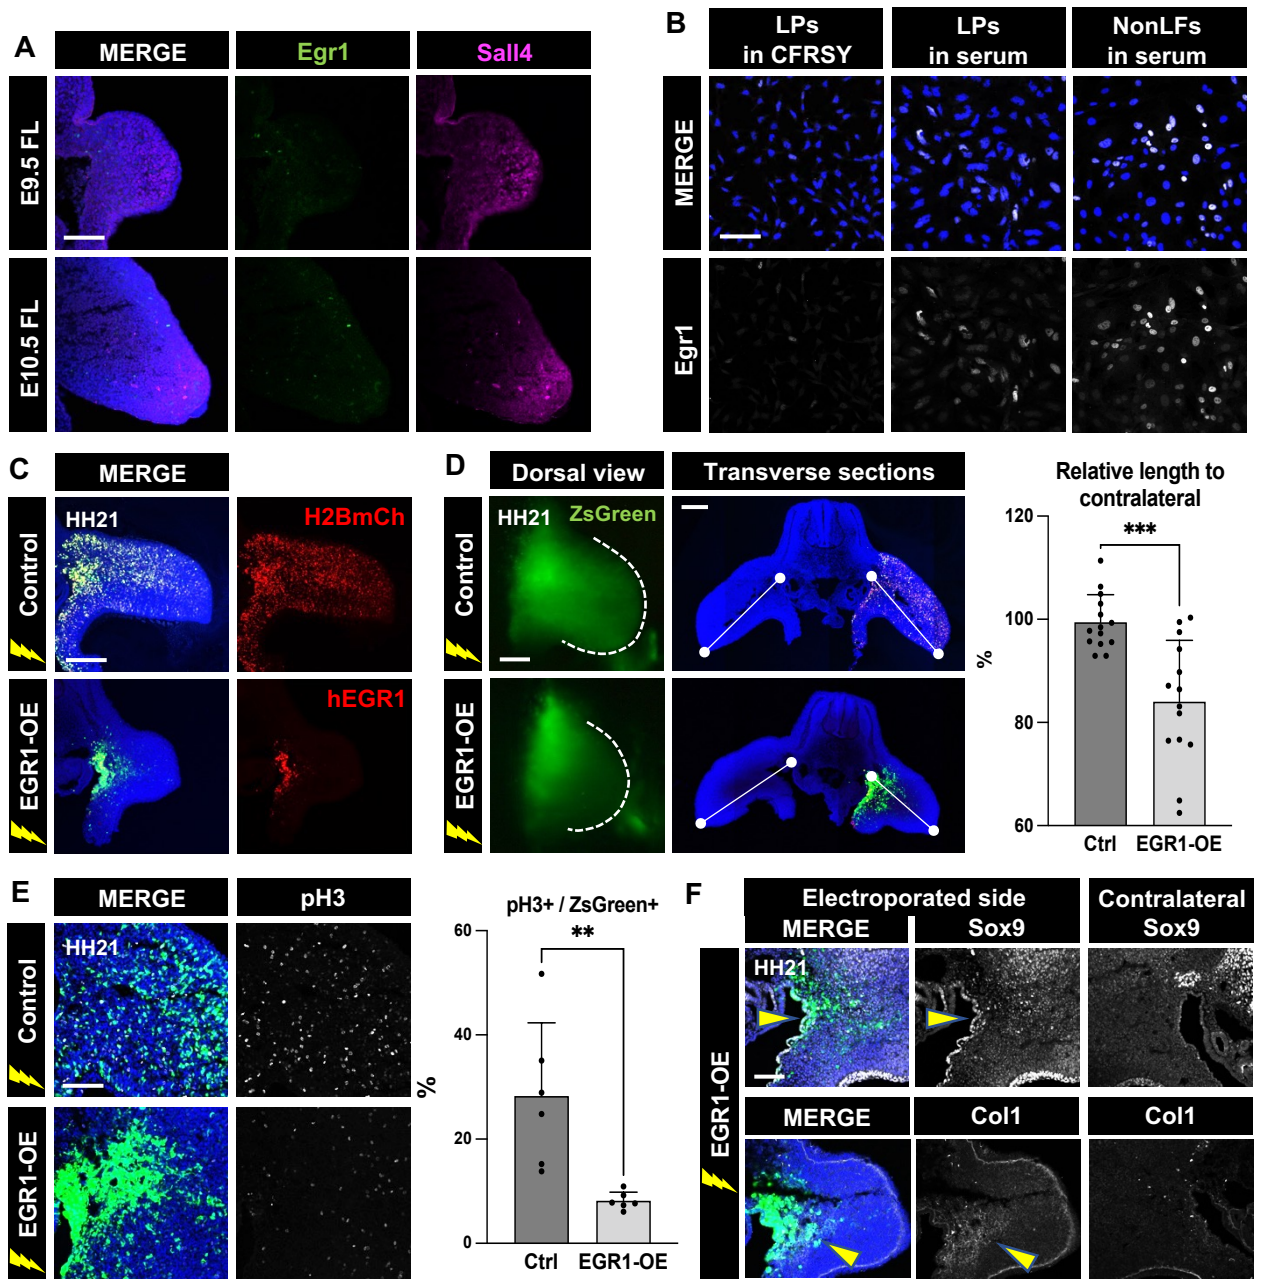 A
MERGE
Egr1
Sall4
E9.5 FL
E10.5 FL
B
LPs
in CFRSY
LPs
in serum
NonLFs
in serum
MERGE
Egr1
C
MERGE
Control
HH21
H2BmCh
EGR1-OE
hEGR1
D
Dorsal view
Transverse sections
Control
HH21
ZsGreen
EGR1-OE
Relative length to
contralateral
120
100
80
60
%
***
Ctrl
EGR1-OE
E
MERGE
pH3
Control
HH21
EGR1-OE
pH3+ / ZsGreen+
60
40
20
0
%
**
Ctrl
EGR1-OE
F
Electroporated side
Contralateral
MERGE
Sox9
Sox9
HH21
EGR1-OE
MERGE
Col1
Col1